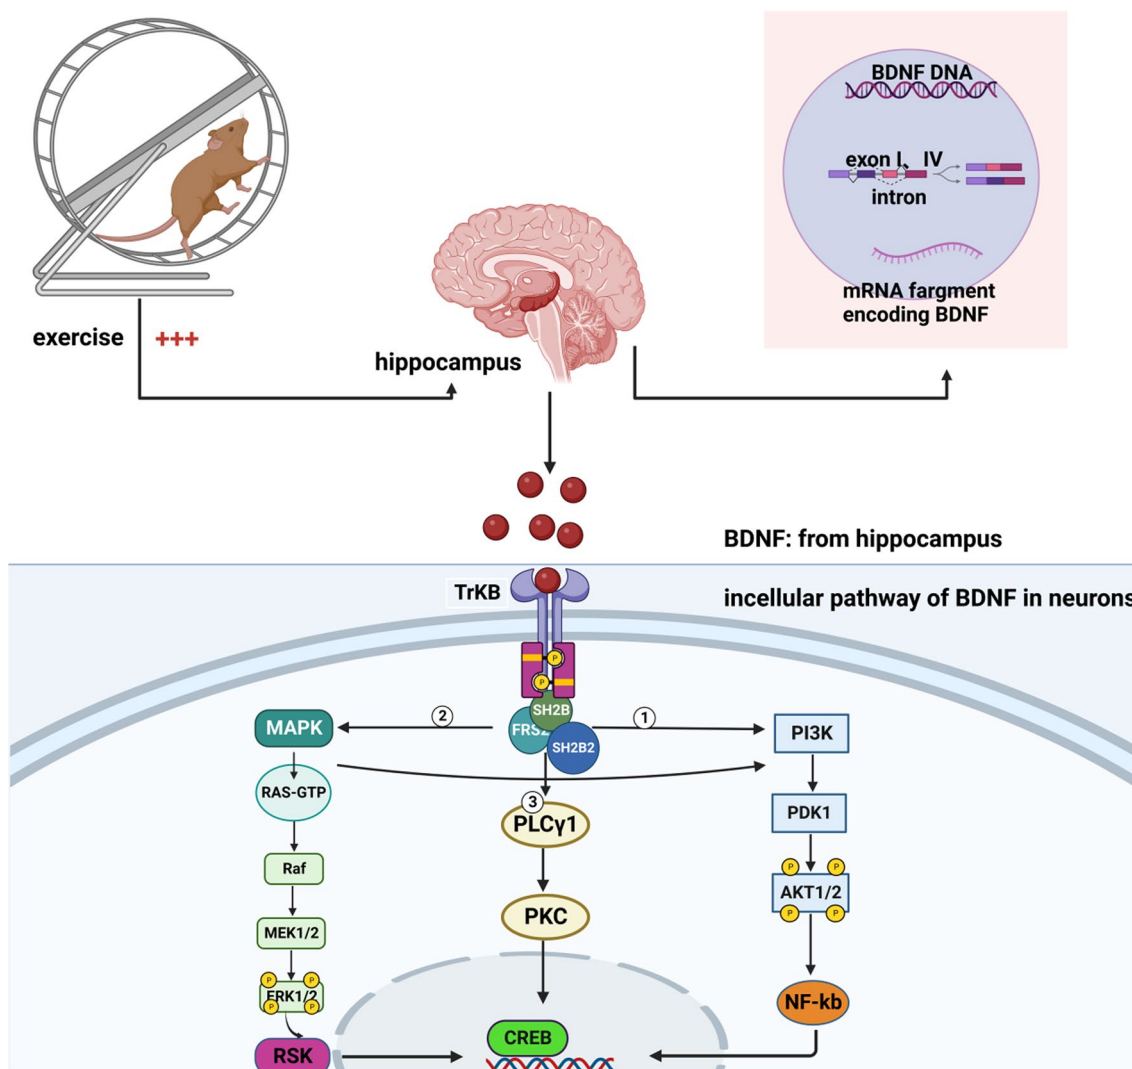 BDNF DNA
exon I、 IV
intron
mRNA fargment
encoding BDNF
exercise +++
hippocampus
BDNF: from hippocampus
TrKB
incellular pathway of BDNF in neurons
P
P
SH2B
FRS2
SH2B2
MAPK
2
1
PI3K
RAS-GTP
3
PLCγ1
PDK1
Raf
P P
AKT1/2
P P
PKC
MEK1/2
P P
ERK1/2
P P
NF-kb
CREB
RSK